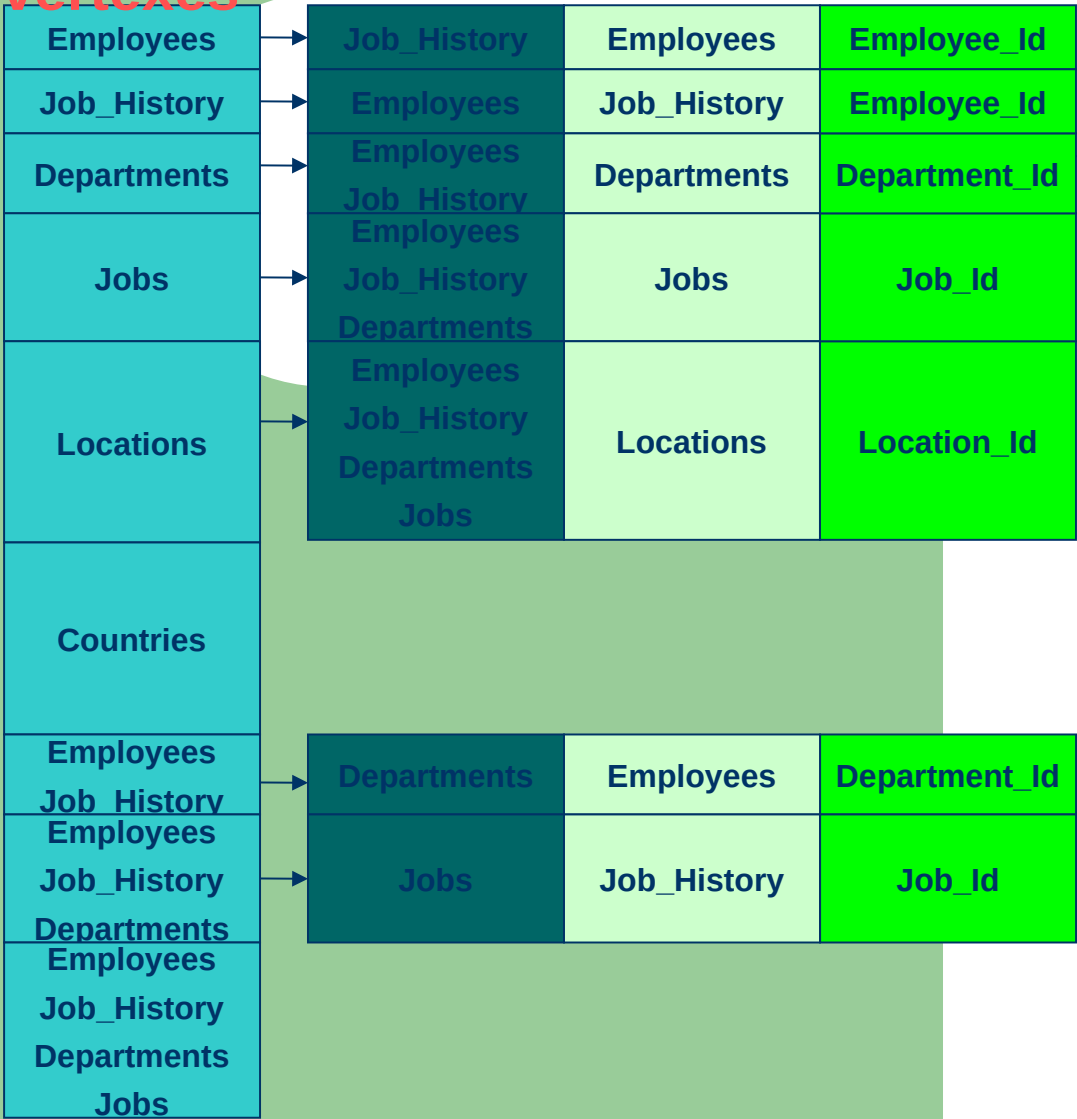 Vertexes
Employees Job_History Employees Employee_Id
Job_History Employees Job_History Employee_Id
Departments Employees Departments Department_Id
Job_History
Jobs Employees Jobs Job_Id
Job_History
Departments
Locations Employees Locations Location_Id
Job_History
Departments
Jobs
Countries
Employees Departments Employees Department_Id
Job_History
Employees Jobs Job_History Job_Id
Job_History
Departments
Employees
Job_History
Departments
Jobs